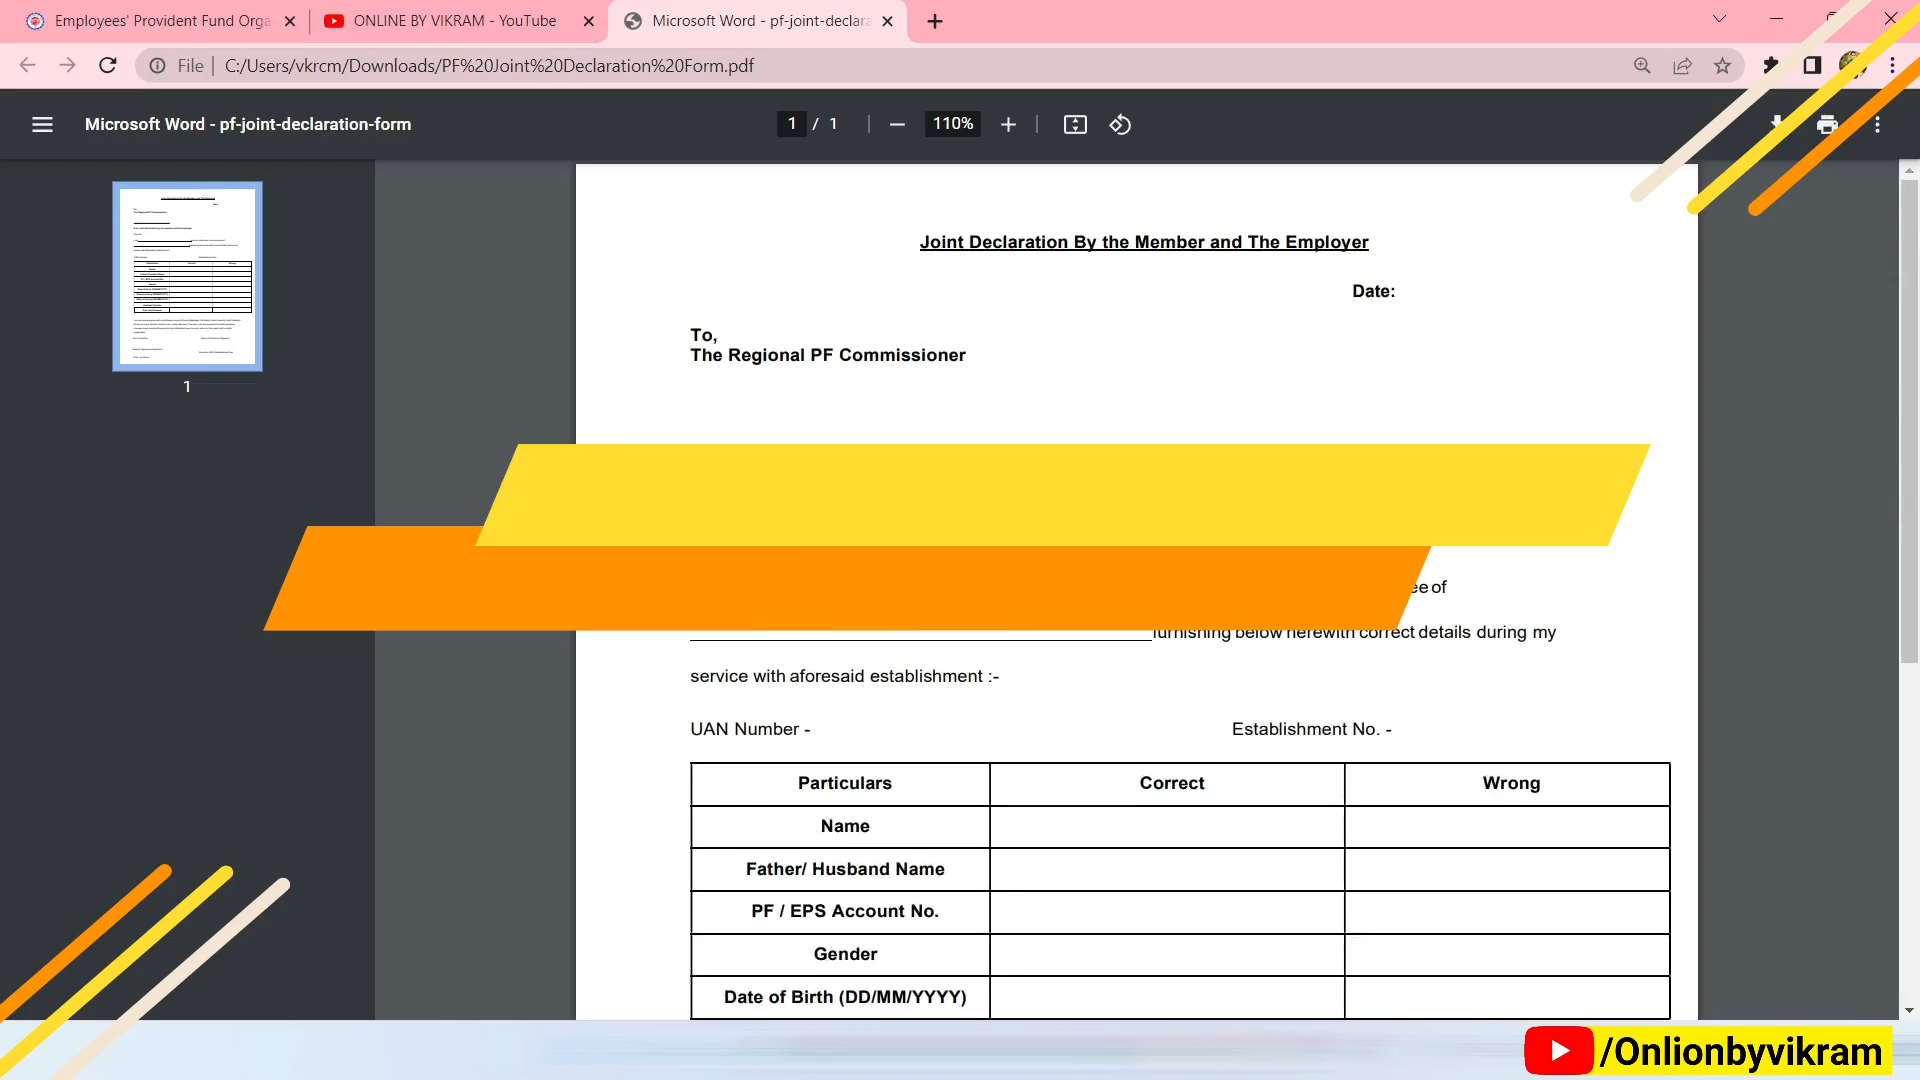 Employees' Provident Fund Orga
ONLINE BY VIKRAM - YouTube
Microsoft Word - pf-joint-declara
File
C:/Users/vkrcm/Downloads/PF%20Joint%20Declaration%20Form.pdf
Microsoft Word - pf-joint-declaration-form
1 / 1
110%
1
Joint Declaration By the Member and The Employer
Date:
To,
The Regional PF Commissioner
ee of
furnishing below herewith correct details during my
service with aforesaid establishment :-
UAN Number -
Establishment No. -
Particulars Correct Wrong
Name
Father/ Husband Name
PF / EPS Account No.
Gender
Date of Birth (DD/MM/YYYY)
/Onlionbyvikram